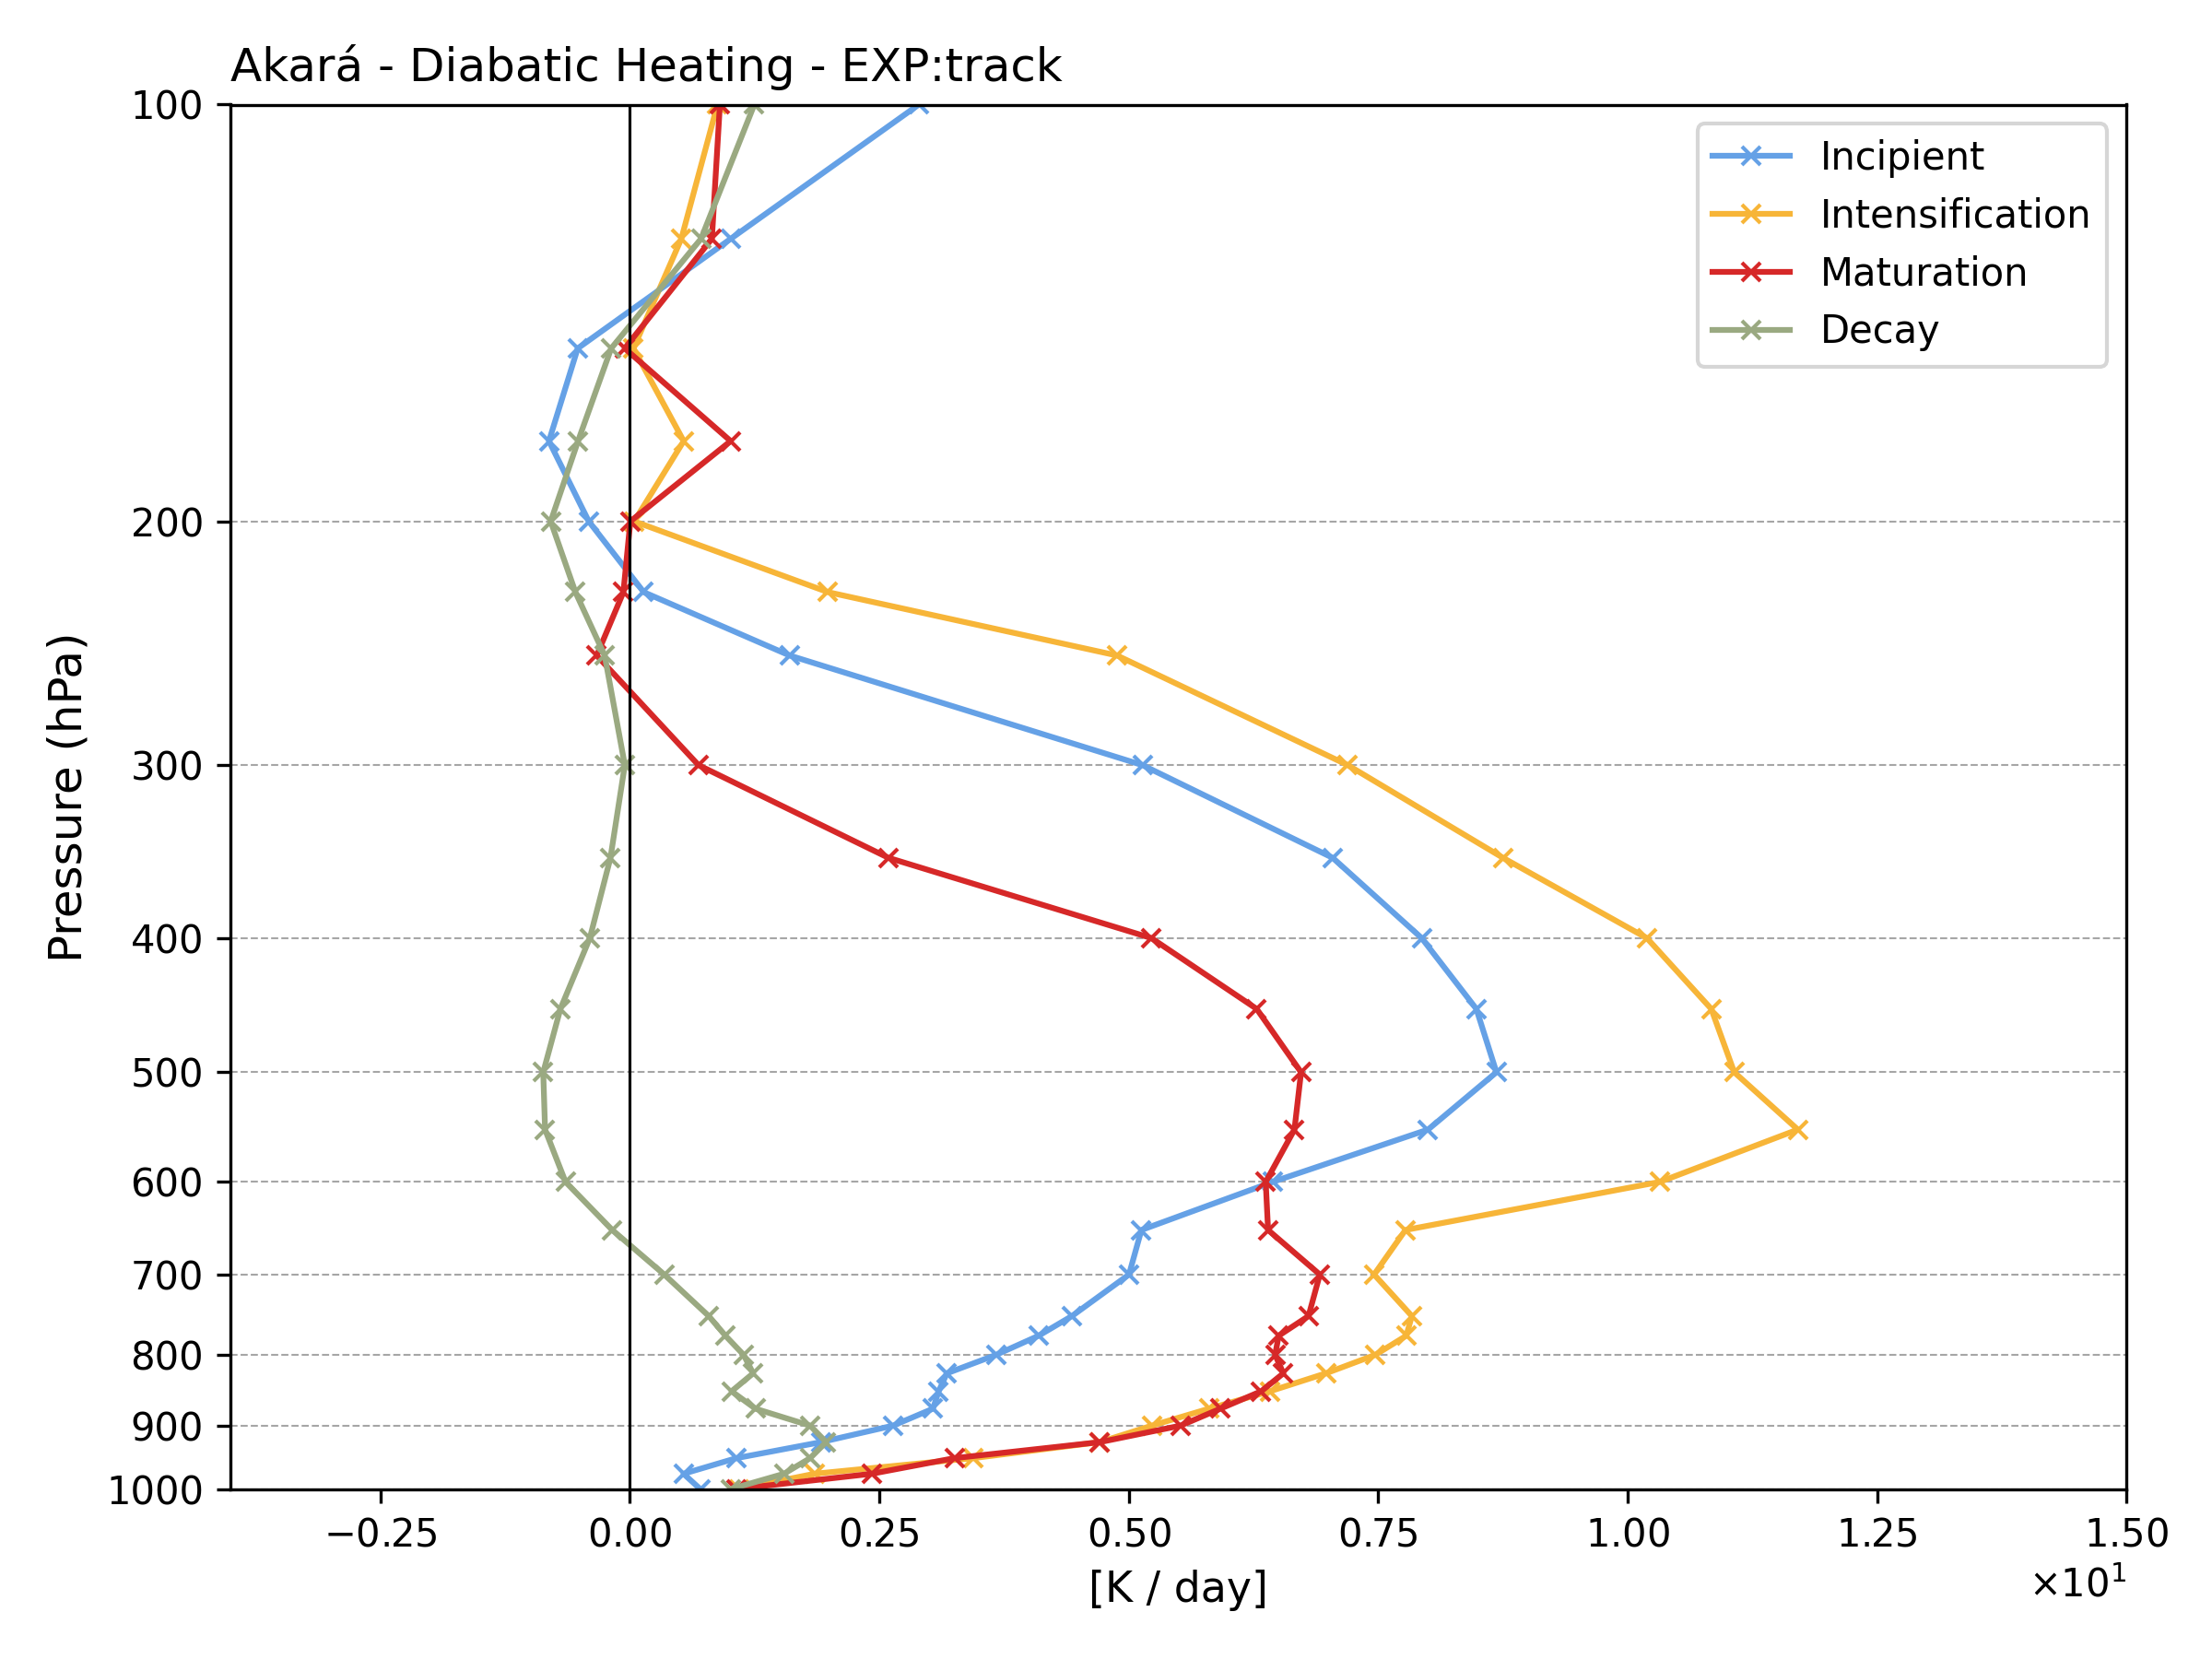 Akará - Diabatic Heating - EXP:track
Incipient
Intensification
Maturation
Decay
Pressure (hPa)
100
200
300
400
500
600
700
800
900
1000
−0.25 0.00 0.25 0.50 0.75 1.00 1.25 1.50
[K / day]
×10¹